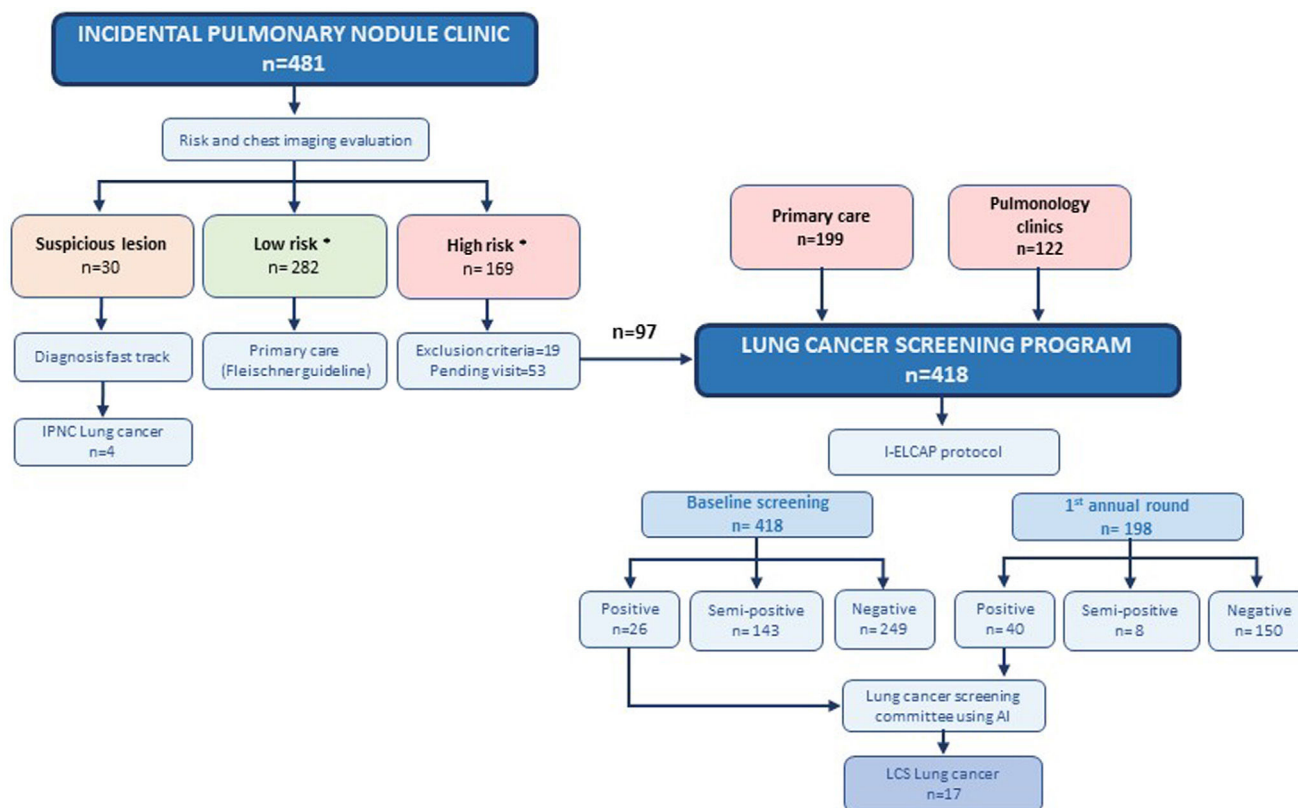 INCIDENTAL PULMONARY NODULE CLINIC
n=481
Risk and chest imaging evaluation
Suspicious lesion
n=30
Low risk *
n= 282
High risk *
n= 169
Primary care
n=199
Pulmonology
clinics
n=122
Diagnosis fast track
Primary care
(Fleischner guideline)
Exclusion criteria=19
Pending visit=53
n=97
LUNG CANCER SCREENING PROGRAM
n=418
IPNC Lung cancer
n=4
I-ELCAP protocol
Baseline screening
n= 418
1st annual round
n= 198
Positive
n=26
Semi-positive
n= 143
Negative
n= 249
Positive
n= 40
Semi-positive
n= 8
Negative
n= 150
Lung cancer screening
committee using AI
LCS Lung cancer
n=17